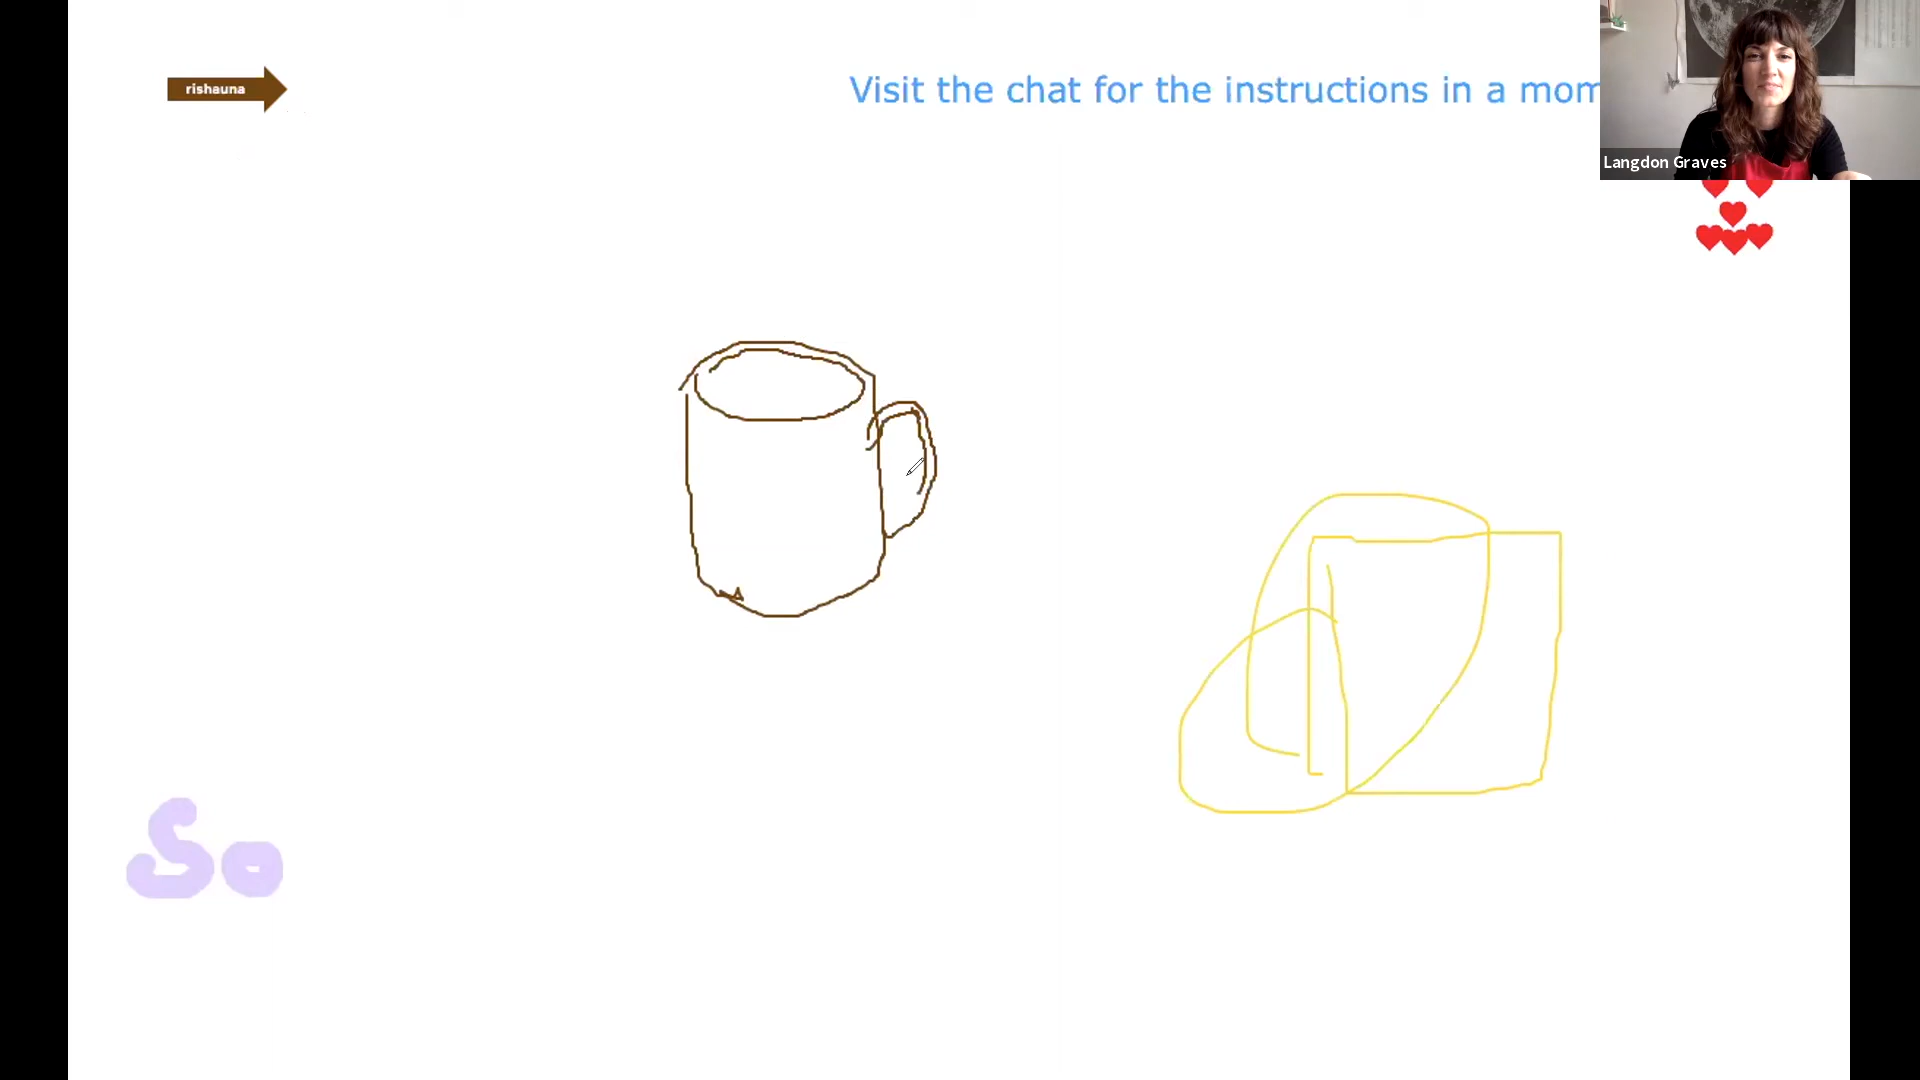 rishauna
Visit the chat for the instructions in a mom
Langdon Graves
So